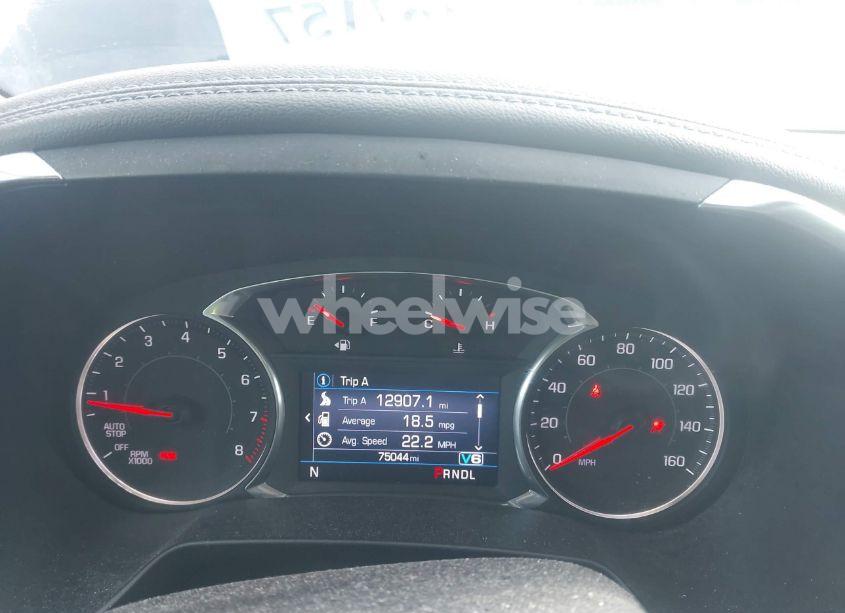 wheelwise
E F C H
1 2 3 4 5 6 7 8
AUTO
STOP
OFF
RPM
X1000
Trip A
Trip A 12907.1 mi
Average 18.5 mpg
Avg. Speed 22.2 MPH
75044 mi V6
N PRNDL
0 20 40 60 80 100 120 140 160
MPH